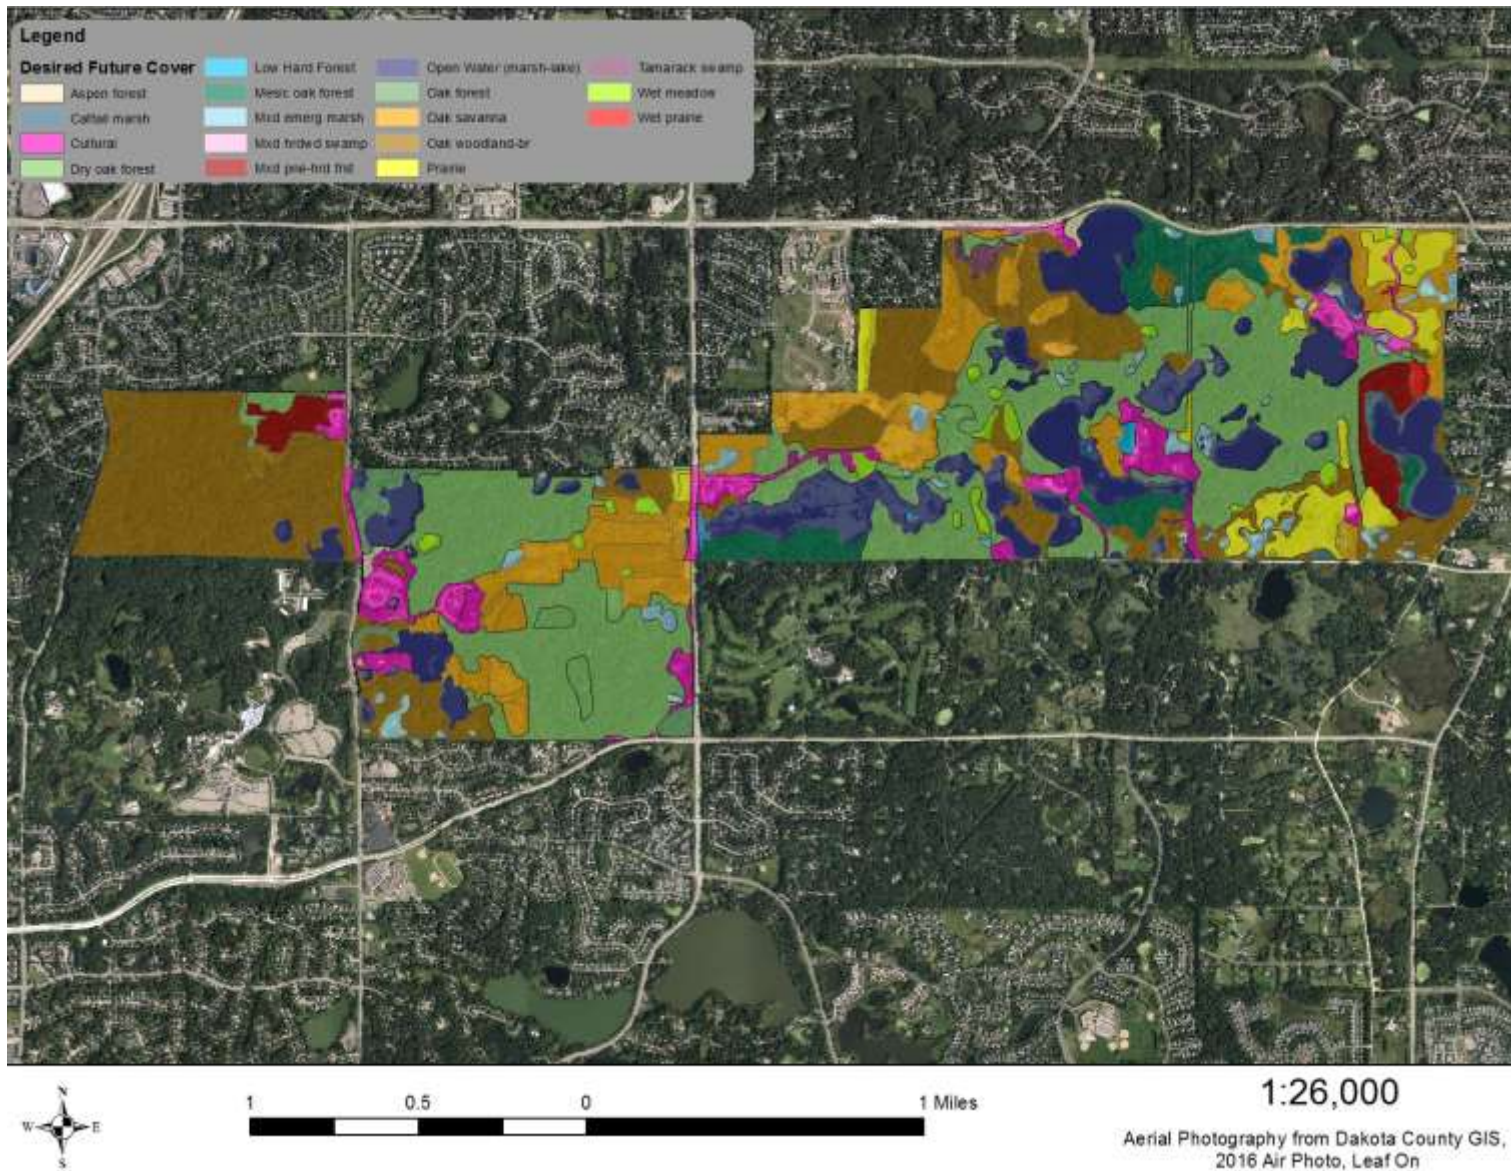 Legend
Desired Future Cover
Aspen forest
Cattail marsh
Cultural
Dry oak forest
Low Hard Forest
Mesic oak forest
Mxd emerg marsh
Mxd hrdwd swamp
Mxd pne-hrd frst
Open Water (marsh-lake)
Oak forest
Oak savanna
Oak woodland-br
Prairie
Tamarack swamp
Wet meadow
Wet prairie
N
W E
S
1 0.5 0 1 Miles
1:26,000
Aerial Photography from Dakota County GIS,
2016 Air Photo, Leaf On